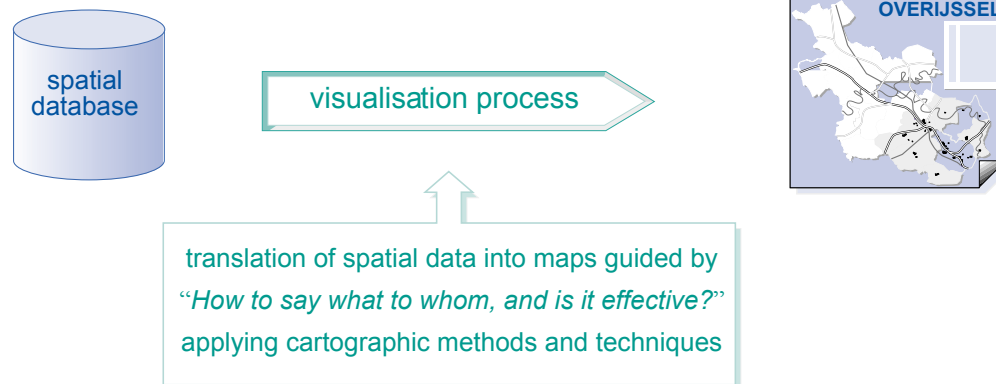 OVERIJSSEL
spatial
database
visualisation process
translation of spatial data into maps guided by
“How to say what to whom, and is it effective?”
applying cartographic methods and techniques